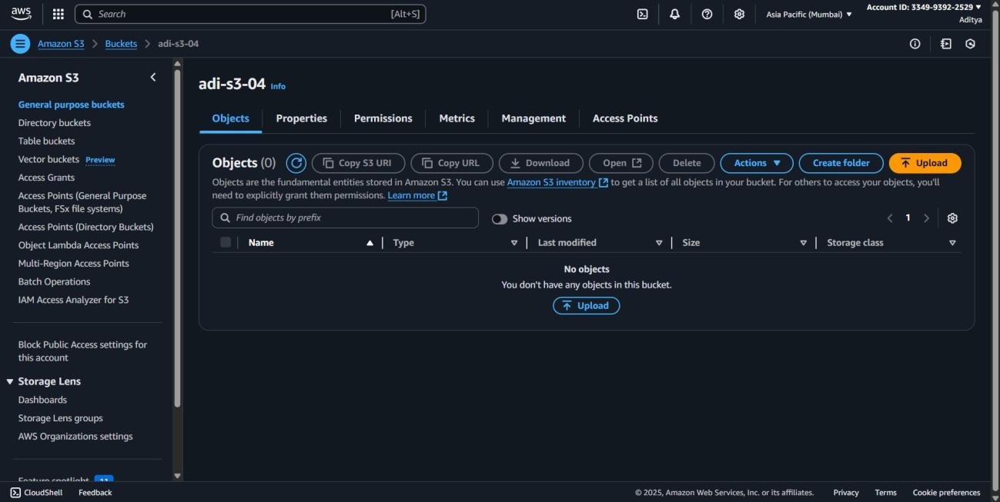 aws
Search [Alt+S]
Asia Pacific (Mumbai) ▼
Account ID: 3349-9392-2529 ▼
Aditya
Amazon S3 > Buckets > adi-s3-04
Amazon S3
General purpose buckets
Directory buckets
Table buckets
Vector buckets Preview
Access Grants
Access Points (General Purpose
Buckets, FSx file systems)
Access Points (Directory Buckets)
Object Lambda Access Points
Multi-Region Access Points
Batch Operations
IAM Access Analyzer for S3
Block Public Access settings for
this account
Storage Lens
Dashboards
Storage Lens groups
AWS Organizations settings
Feature spotlight 11
adi-s3-04 Info
Objects Properties Permissions Metrics Management Access Points
Objects (0) Copy S3 URI Copy URL Download Open Delete Actions ▼ Create folder Upload
Objects are the fundamental entities stored in Amazon S3. You can use Amazon S3 inventory to get a list of all objects in your bucket. For others to access your objects, you'll
need to explicitly grant them permissions. Learn more
Find objects by prefix Show versions < 1 >
Name Type Last modified Size Storage class
No objects
You don't have any objects in this bucket.
Upload
CloudShell Feedback © 2025, Amazon Web Services, Inc. or its affiliates. Privacy Terms Cookie preferences